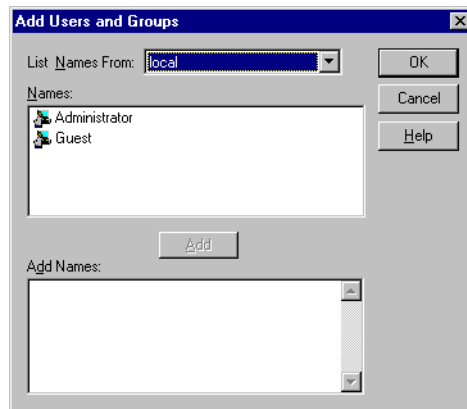 Add Users and Groups
List Names From: local
OK
Names:
Cancel
Administrator
Guest
Help
Add
Add Names: